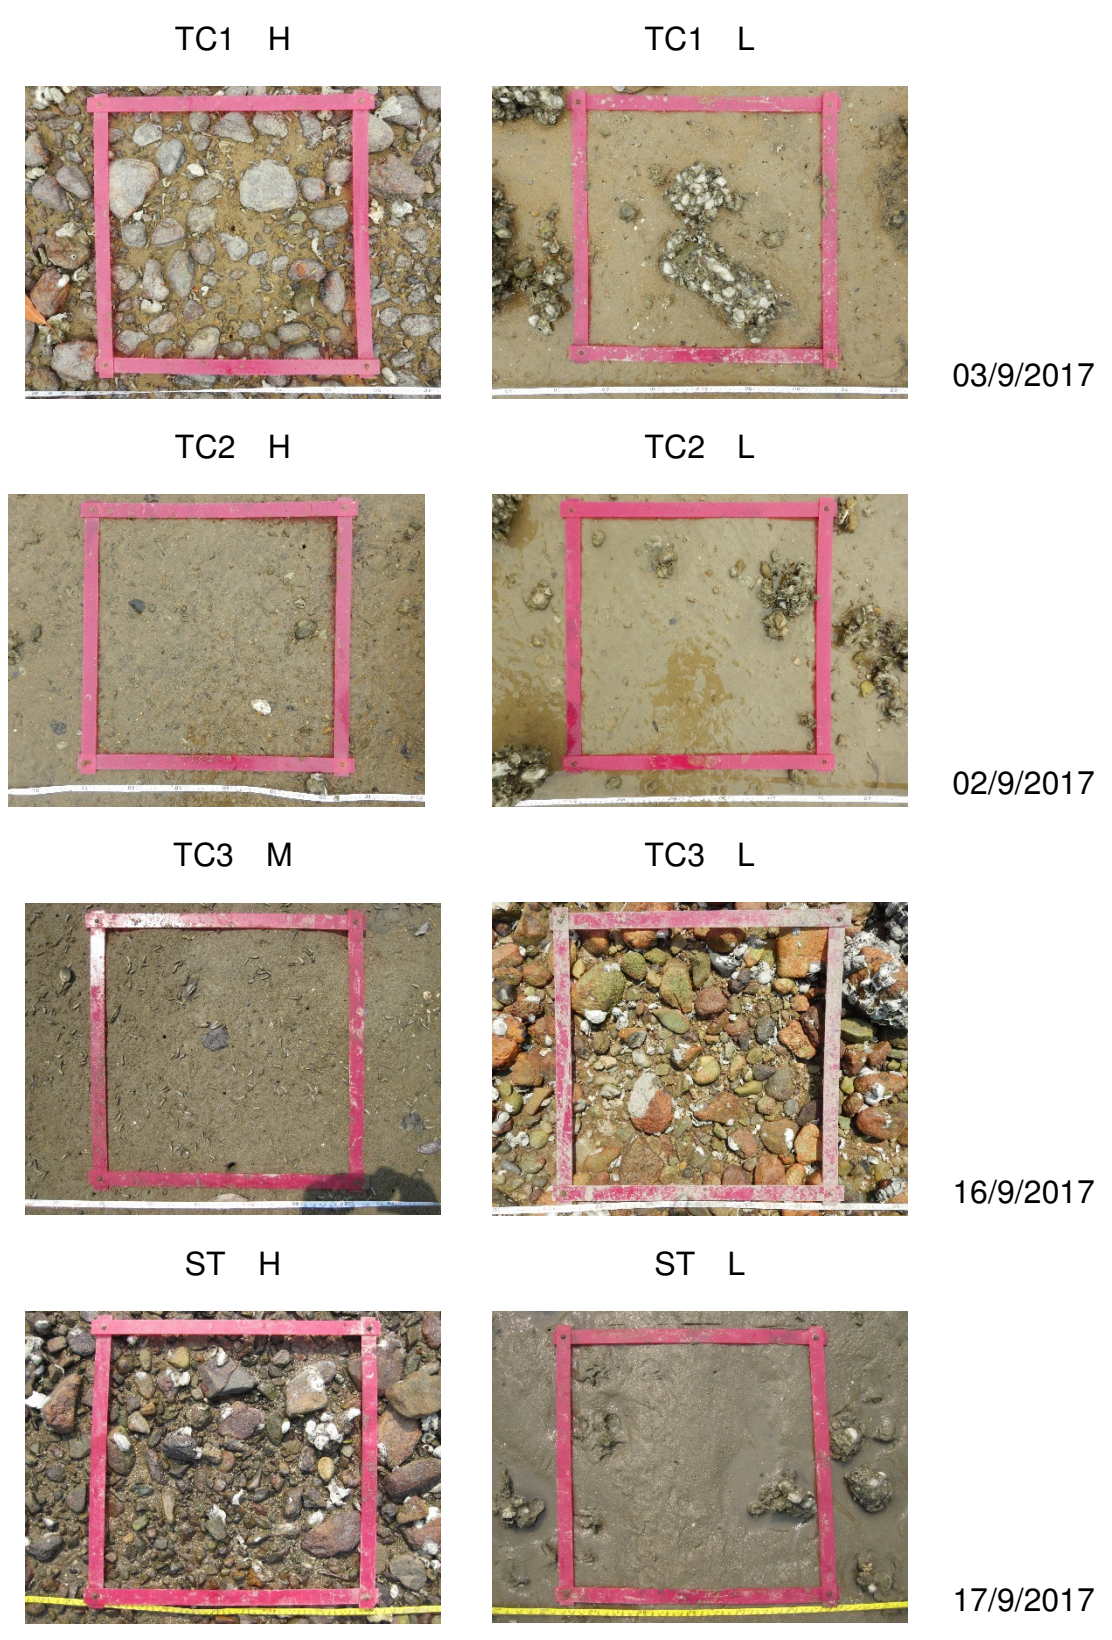 TC1 H
TC1 L
03/9/2017
TC2 H
TC2 L
02/9/2017
TC3 M
TC3 L
16/9/2017
ST H
ST L
17/9/2017